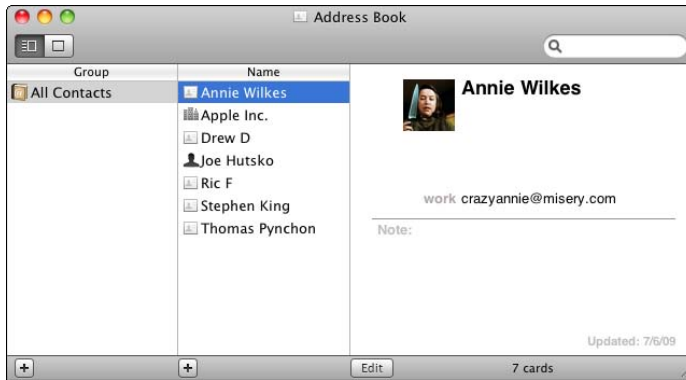 Address Book
Group
Name
All Contacts
Annie Wilkes
Apple Inc.
Drew D
Joe Hutsko
Ric F
Stephen King
Thomas Pynchon
Annie Wilkes
work crazyannie@misery.com
Note:
Updated: 7/6/09
Edit
7 cards